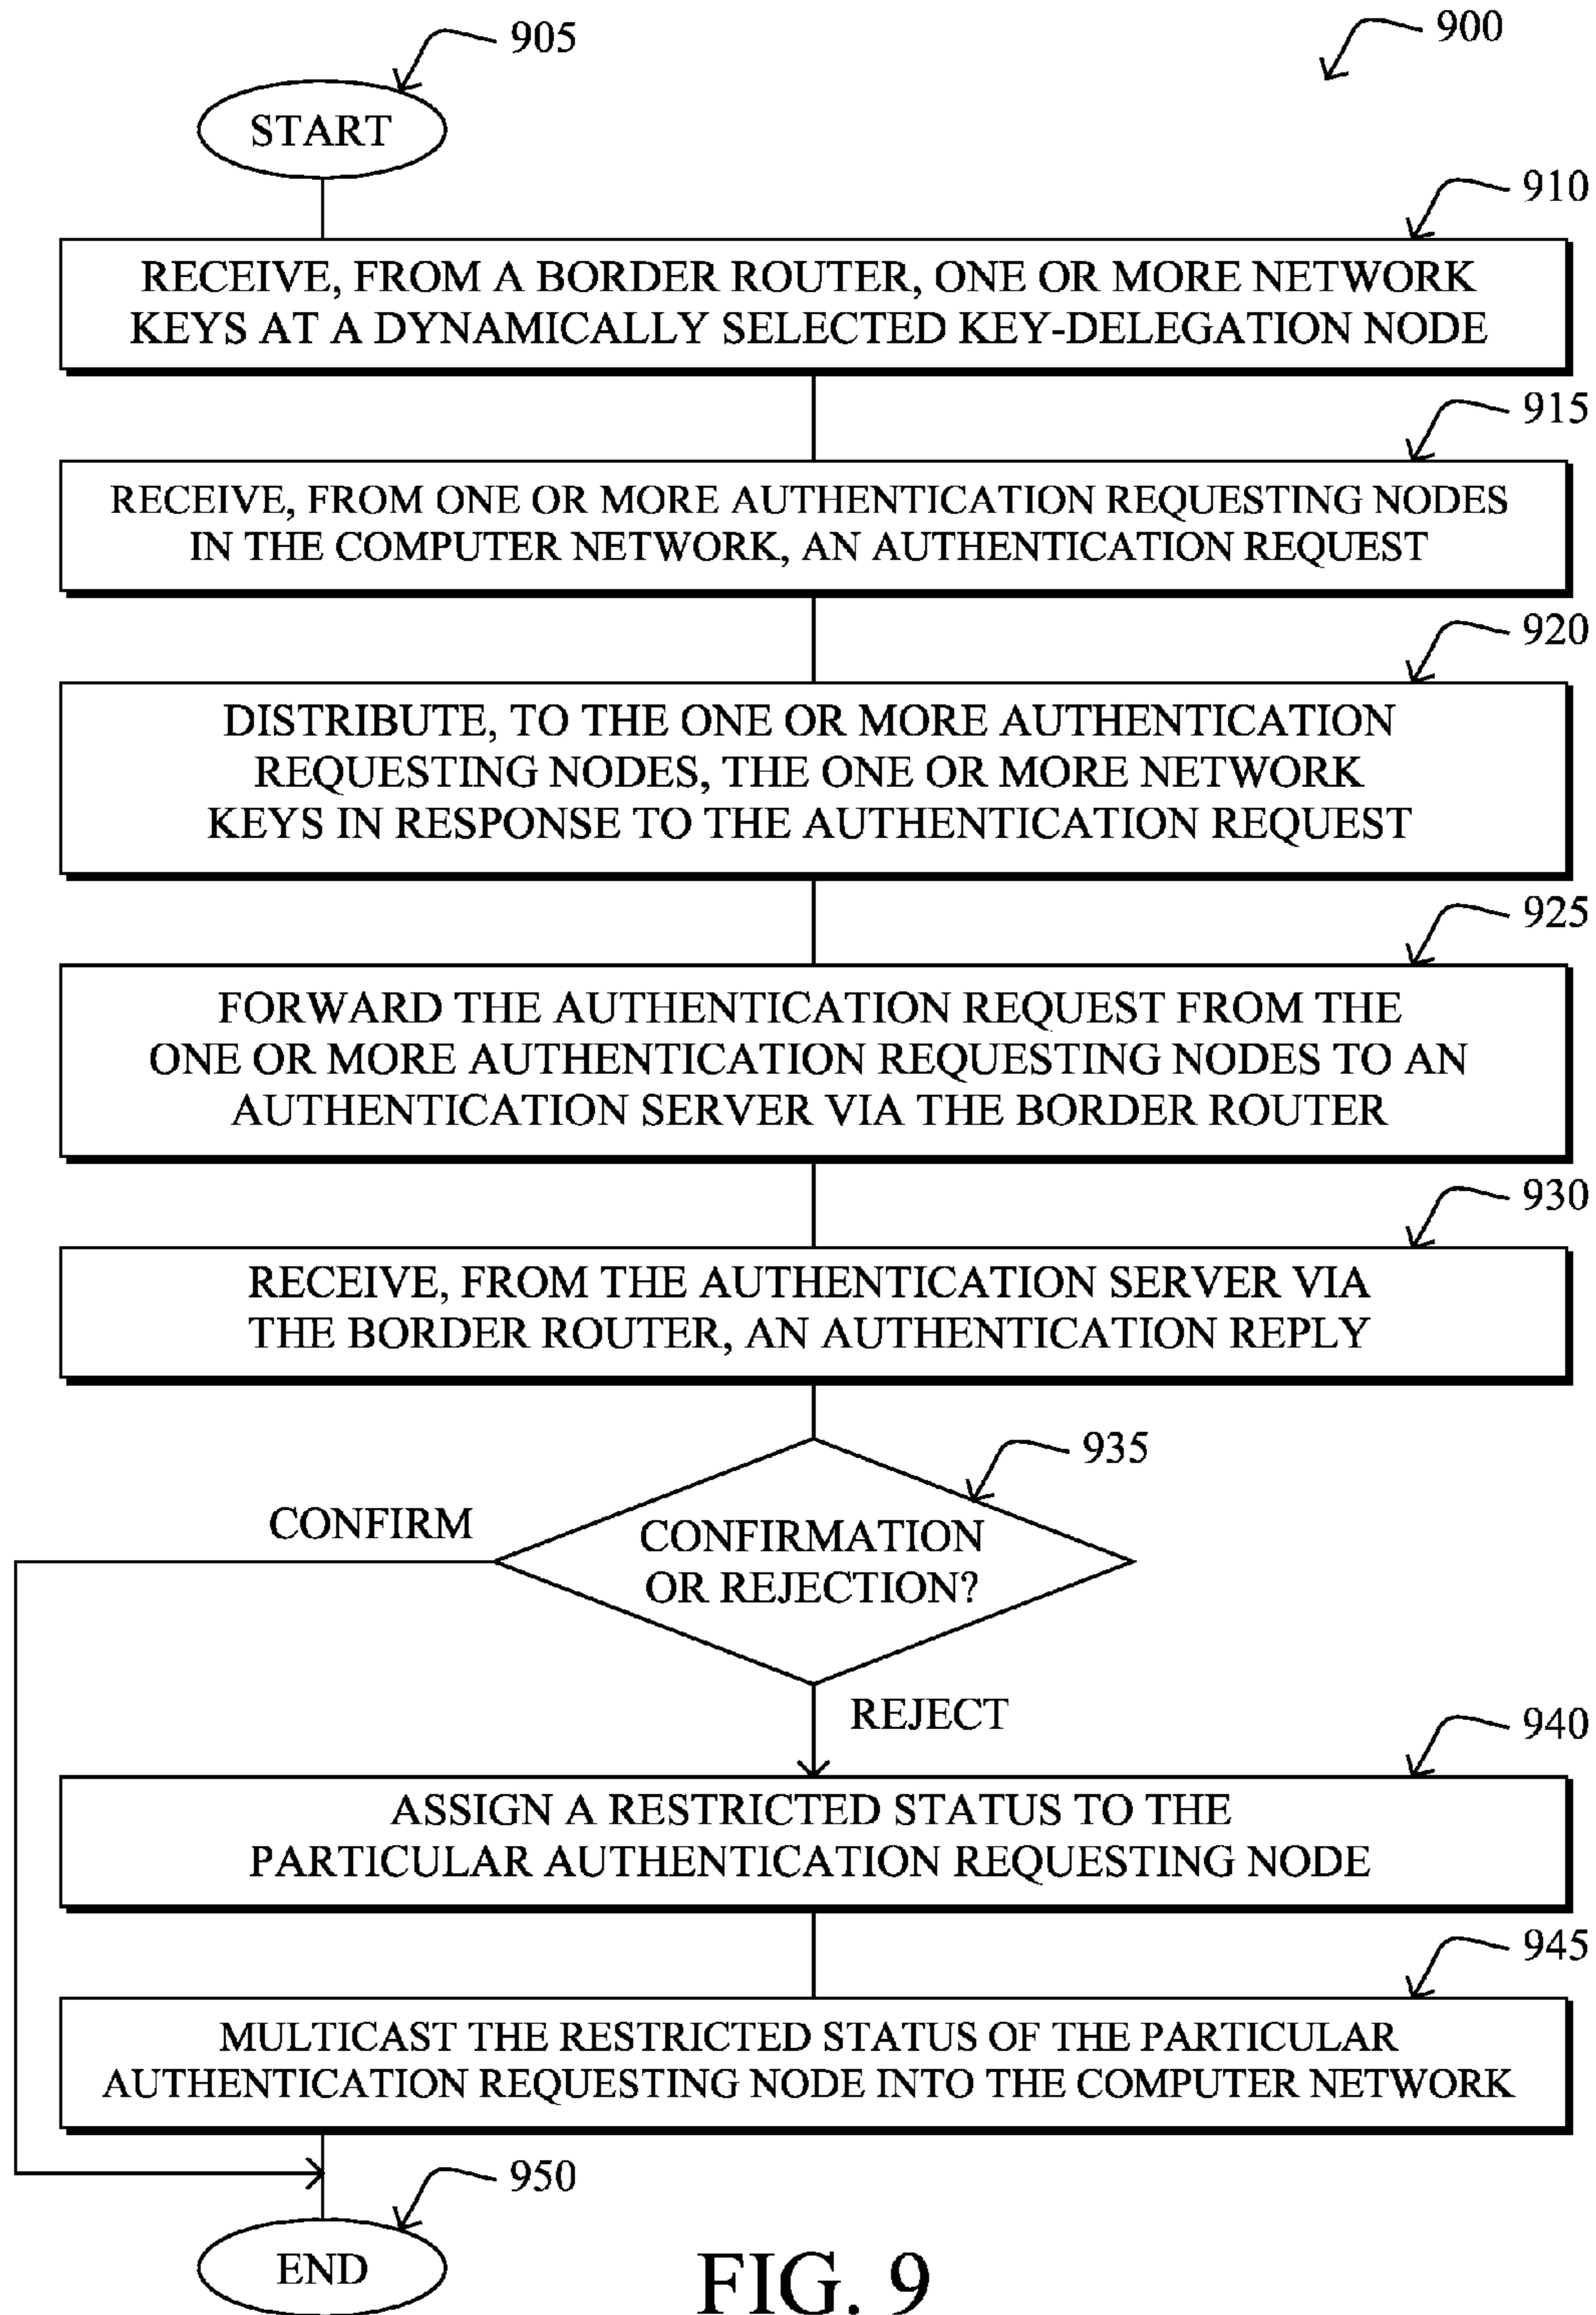 905
900
START
910
RECEIVE, FROM A BORDER ROUTER, ONE OR MORE NETWORK
KEYS AT A DYNAMICALLY SELECTED KEY-DELEGATION NODE
915
RECEIVE, FROM ONE OR MORE AUTHENTICATION REQUESTING NODES
IN THE COMPUTER NETWORK, AN AUTHENTICATION REQUEST
920
DISTRIBUTE, TO THE ONE OR MORE AUTHENTICATION
REQUESTING NODES, THE ONE OR MORE NETWORK
KEYS IN RESPONSE TO THE AUTHENTICATION REQUEST
925
FORWARD THE AUTHENTICATION REQUEST FROM THE
ONE OR MORE AUTHENTICATION REQUESTING NODES TO AN
AUTHENTICATION SERVER VIA THE BORDER ROUTER
930
RECEIVE, FROM THE AUTHENTICATION SERVER VIA
THE BORDER ROUTER, AN AUTHENTICATION REPLY
935
CONFIRM
CONFIRMATION
OR REJECTION?
REJECT
940
ASSIGN A RESTRICTED STATUS TO THE
PARTICULAR AUTHENTICATION REQUESTING NODE
945
MULTICAST THE RESTRICTED STATUS OF THE PARTICULAR
AUTHENTICATION REQUESTING NODE INTO THE COMPUTER NETWORK
950
END
FIG. 9